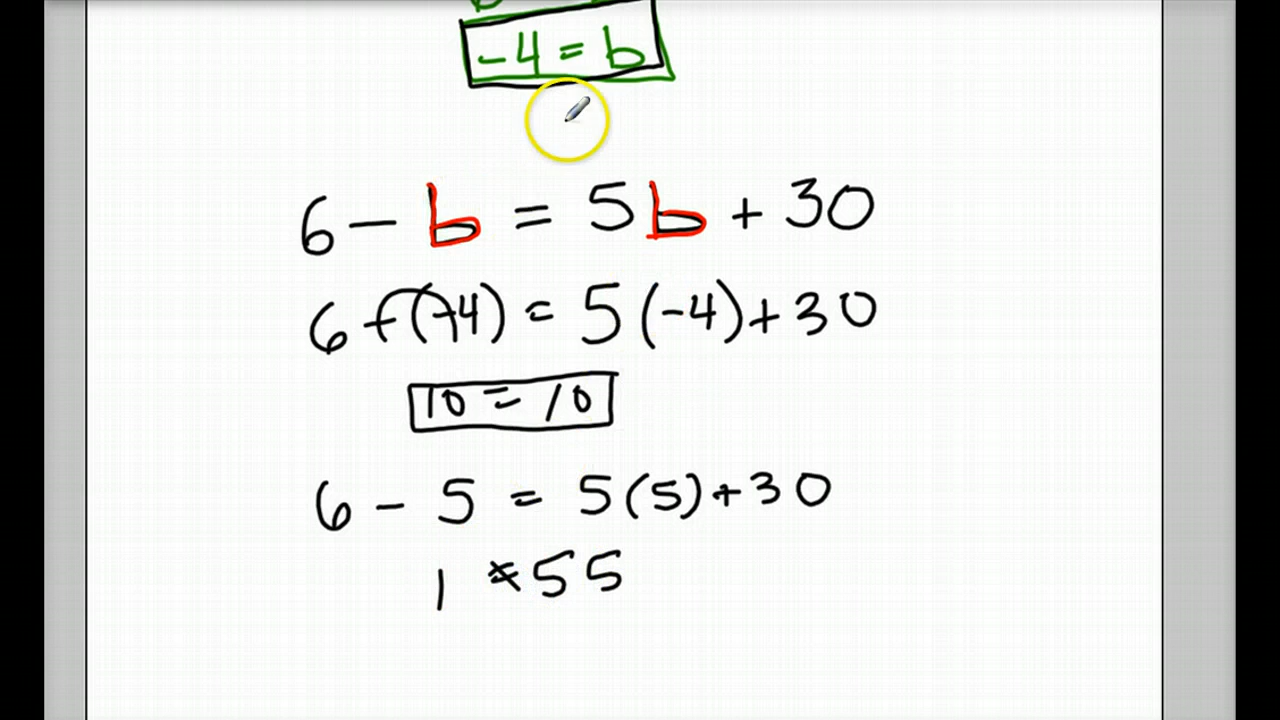 -4 = b
6 - b = 5b + 30
6 + (+4) = 5(-4) + 30
10 = 10
6 - 5 = 5(5) + 30
1 ≠ 55